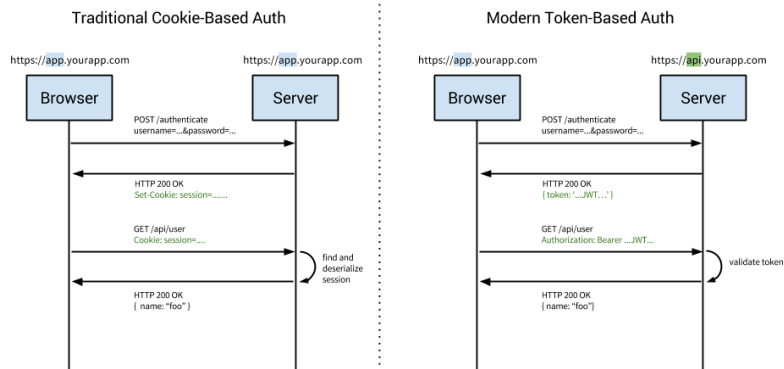 Traditional Cookie-Based Auth
https://app.yourapp.com
https://app.yourapp.com
Browser
Server
POST /authenticate
username=...&password=...
HTTP 200 OK
Set-Cookie: session=.......
GET /api/user
Cookie: session=....
find and
deserialize
session
HTTP 200 OK
{ name: “foo” }
Modern Token-Based Auth
https://app.yourapp.com
https://api.yourapp.com
Browser
Server
POST /authenticate
username=...&password=...
HTTP 200 OK
{ token: ‘...JWT...’ }
GET /api/user
Authorization: Bearer ...JWT...
validate token
HTTP 200 OK
{ name: “foo”}